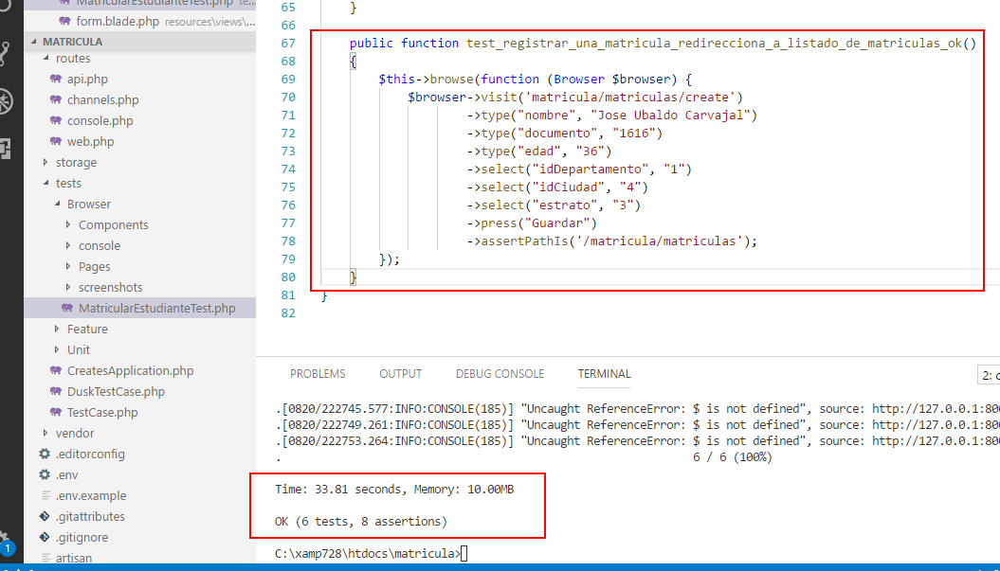 MatricularEstudianteTest.php te...
form.blade.php resources\views\...
MATRICULA
routes
api.php
channels.php
console.php
web.php
storage
tests
Browser
Components
console
Pages
screenshots
MatricularEstudianteTest.php
Feature
Unit
CreatesApplication.php
DuskTestCase.php
TestCase.php
vendor
.editorconfig
.env
.env.example
.gitattributes
.gitignore
artisan
1
65 }
66
67 public function test_registrar_una_matricula_redirecciona_a_listado_de_matriculas_ok()
68 {
69 $this->browse(function (Browser $browser) {
70 $browser->visit('matricula/matriculas/create')
71 ->type("nombre", "Jose Ubaldo Carvajal")
72 ->type("documento", "1616")
73 ->type("edad", "36")
74 ->select("idDepartamento", "1")
75 ->select("idCiudad", "4")
76 ->select("estrato", "3")
77 ->press("Guardar")
78 ->assertPathIs('/matricula/matriculas');
79 });
80 }
81 }
82
PROBLEMS OUTPUT DEBUG CONSOLE TERMINAL 2: c
.[0820/222745.577:INFO:CONSOLE(185)] "Uncaught ReferenceError: $ is not defined", source: http://127.0.0.1:800
.[0820/222749.261:INFO:CONSOLE(185)] "Uncaught ReferenceError: $ is not defined", source: http://127.0.0.1:800
.[0820/222753.264:INFO:CONSOLE(185)] "Uncaught ReferenceError: $ is not defined", source: http://127.0.0.1:800
. 6 / 6 (100%)
Time: 33.81 seconds, Memory: 10.00MB
OK (6 tests, 8 assertions)
C:\xamp728\htdocs\matricula>